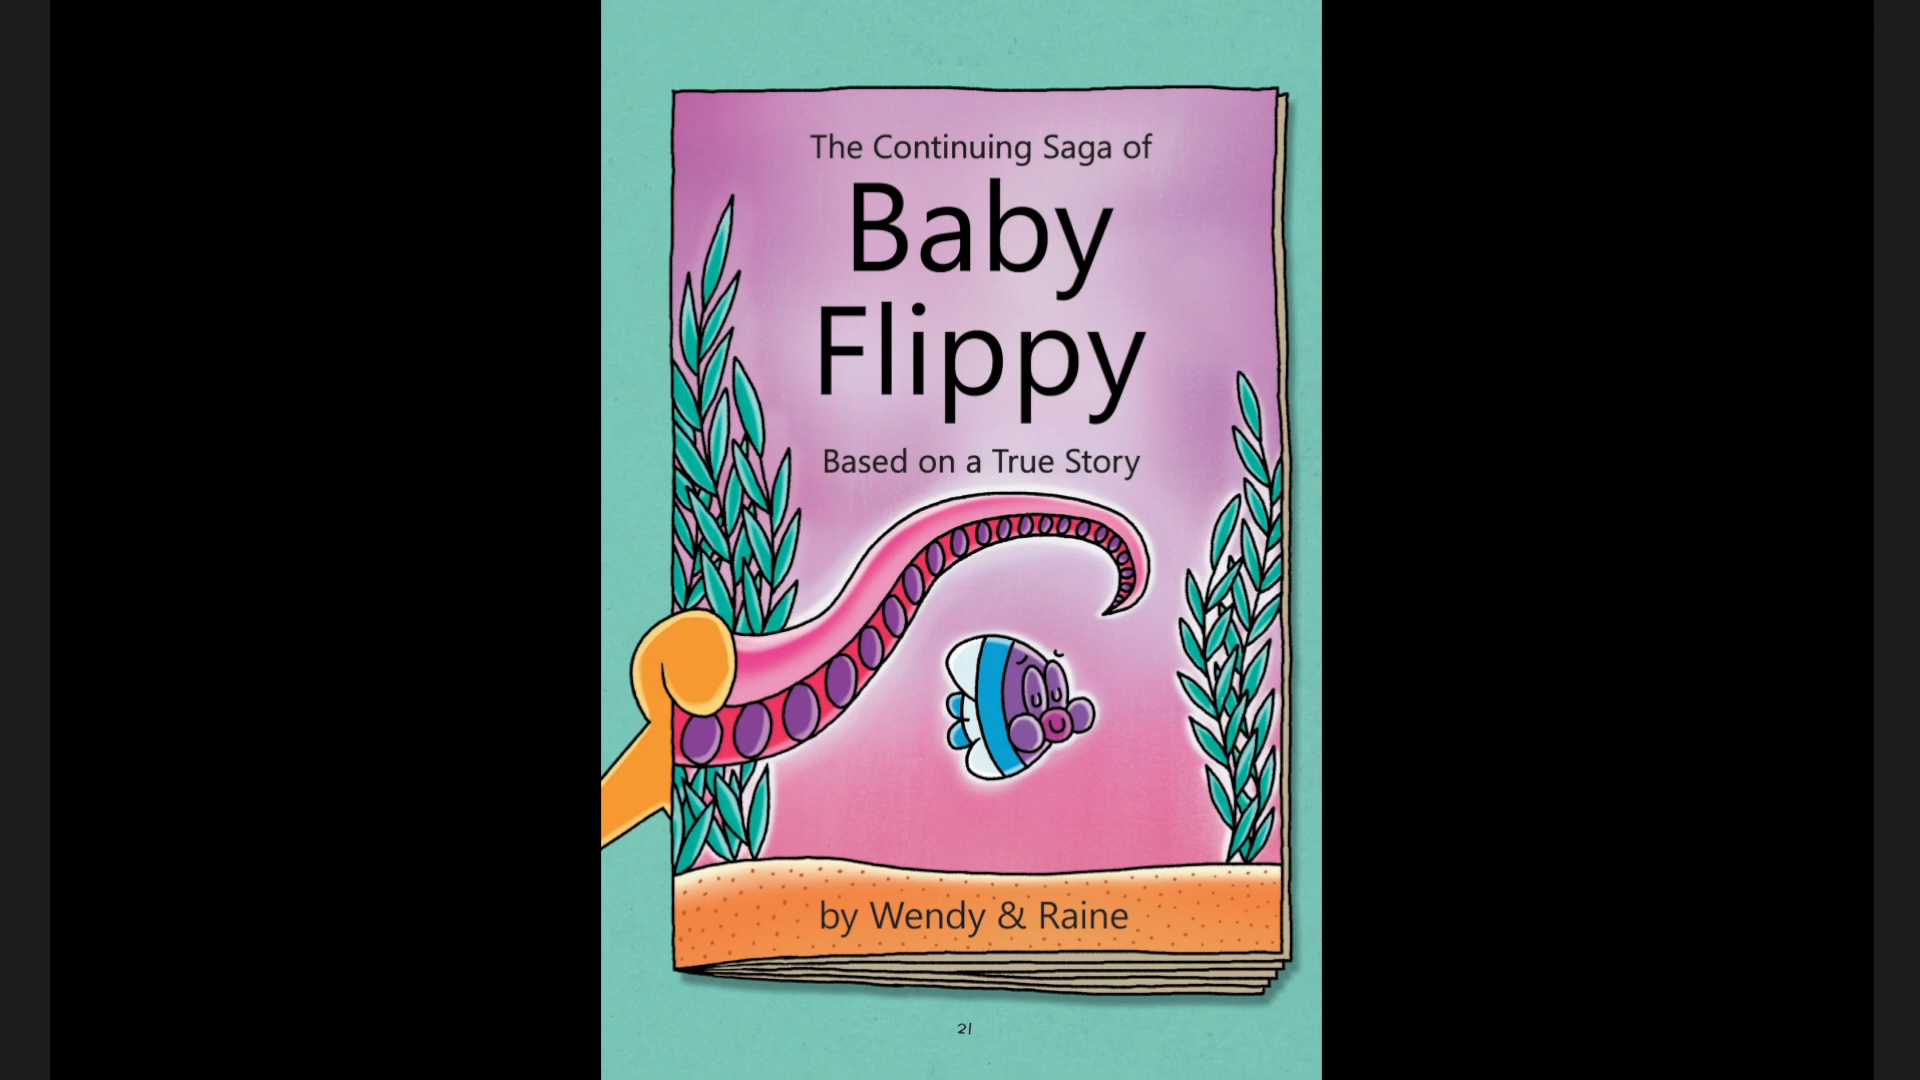 The Continuing Saga of
Baby
Flippy
Based on a True Story
by Wendy & Raine
21